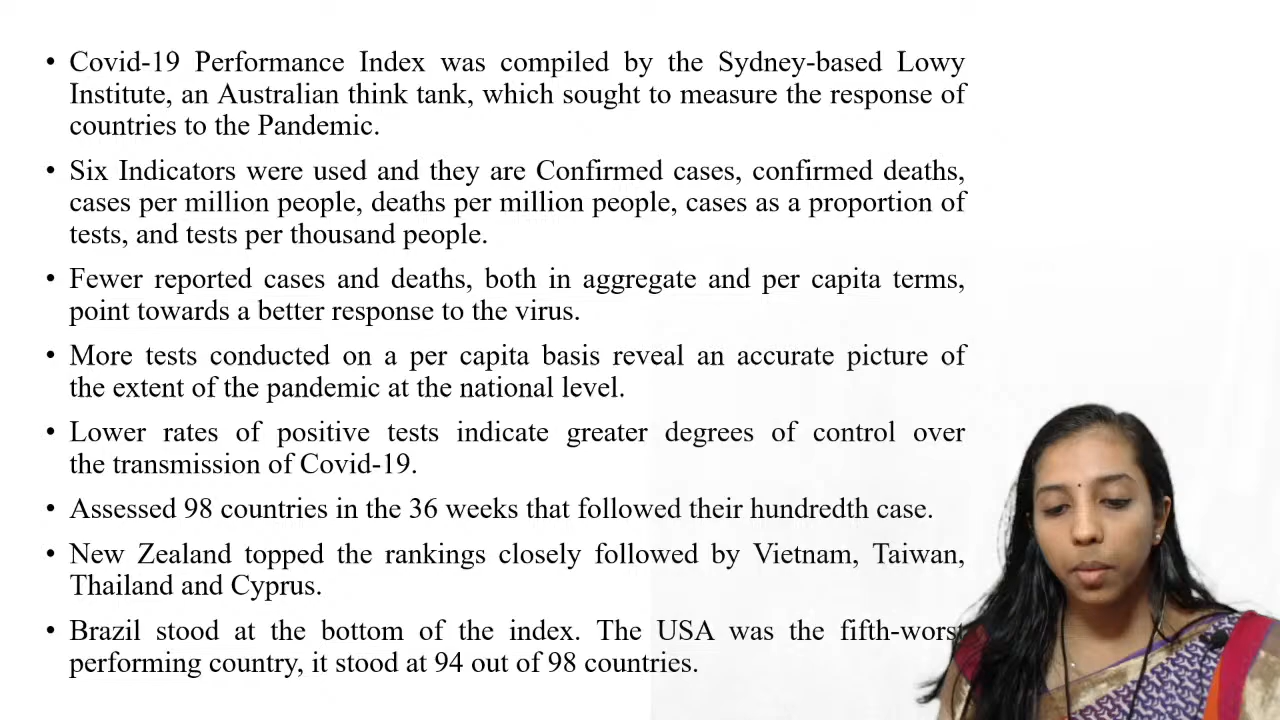 • Covid-19 Performance Index was compiled by the Sydney-based Lowy
Institute, an Australian think tank, which sought to measure the response of
countries to the Pandemic.
• Six Indicators were used and they are Confirmed cases, confirmed deaths,
cases per million people, deaths per million people, cases as a proportion of
tests, and tests per thousand people.
• Fewer reported cases and deaths, both in aggregate and per capita terms,
point towards a better response to the virus.
• More tests conducted on a per capita basis reveal an accurate picture of
the extent of the pandemic at the national level.
• Lower rates of positive tests indicate greater degrees of control over
the transmission of Covid-19.
• Assessed 98 countries in the 36 weeks that followed their hundredth case.
• New Zealand topped the rankings closely followed by Vietnam, Taiwan,
Thailand and Cyprus.
• Brazil stood at the bottom of the index. The USA was the fifth-worst
performing country, it stood at 94 out of 98 countries.